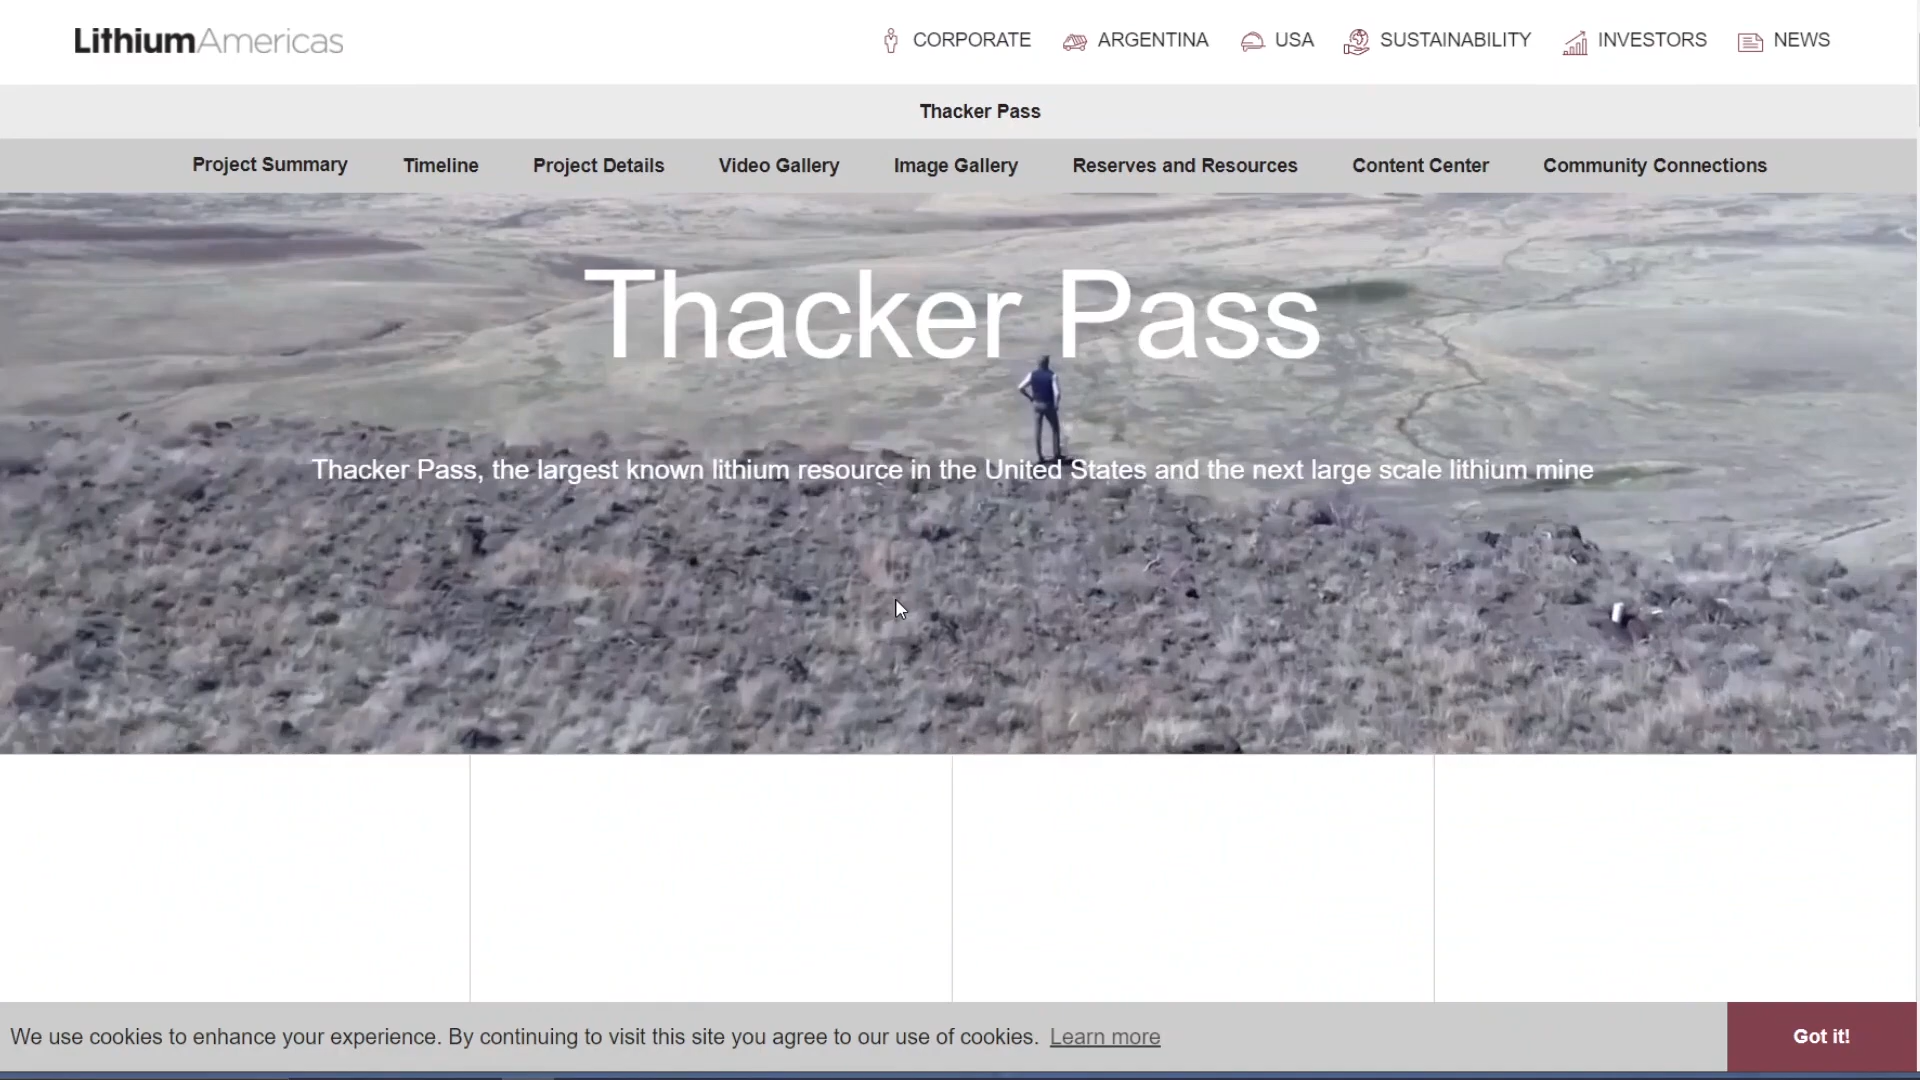 LithiumAmericas
CORPORATE ARGENTINA USA SUSTAINABILITY INVESTORS NEWS
Thacker Pass
Project Summary Timeline Project Details Video Gallery Image Gallery Reserves and Resources Content Center Community Connections
Thacker Pass
Thacker Pass, the largest known lithium resource in the United States and the next large scale lithium mine
We use cookies to enhance your experience. By continuing to visit this site you agree to our use of cookies. Learn more
Got it!